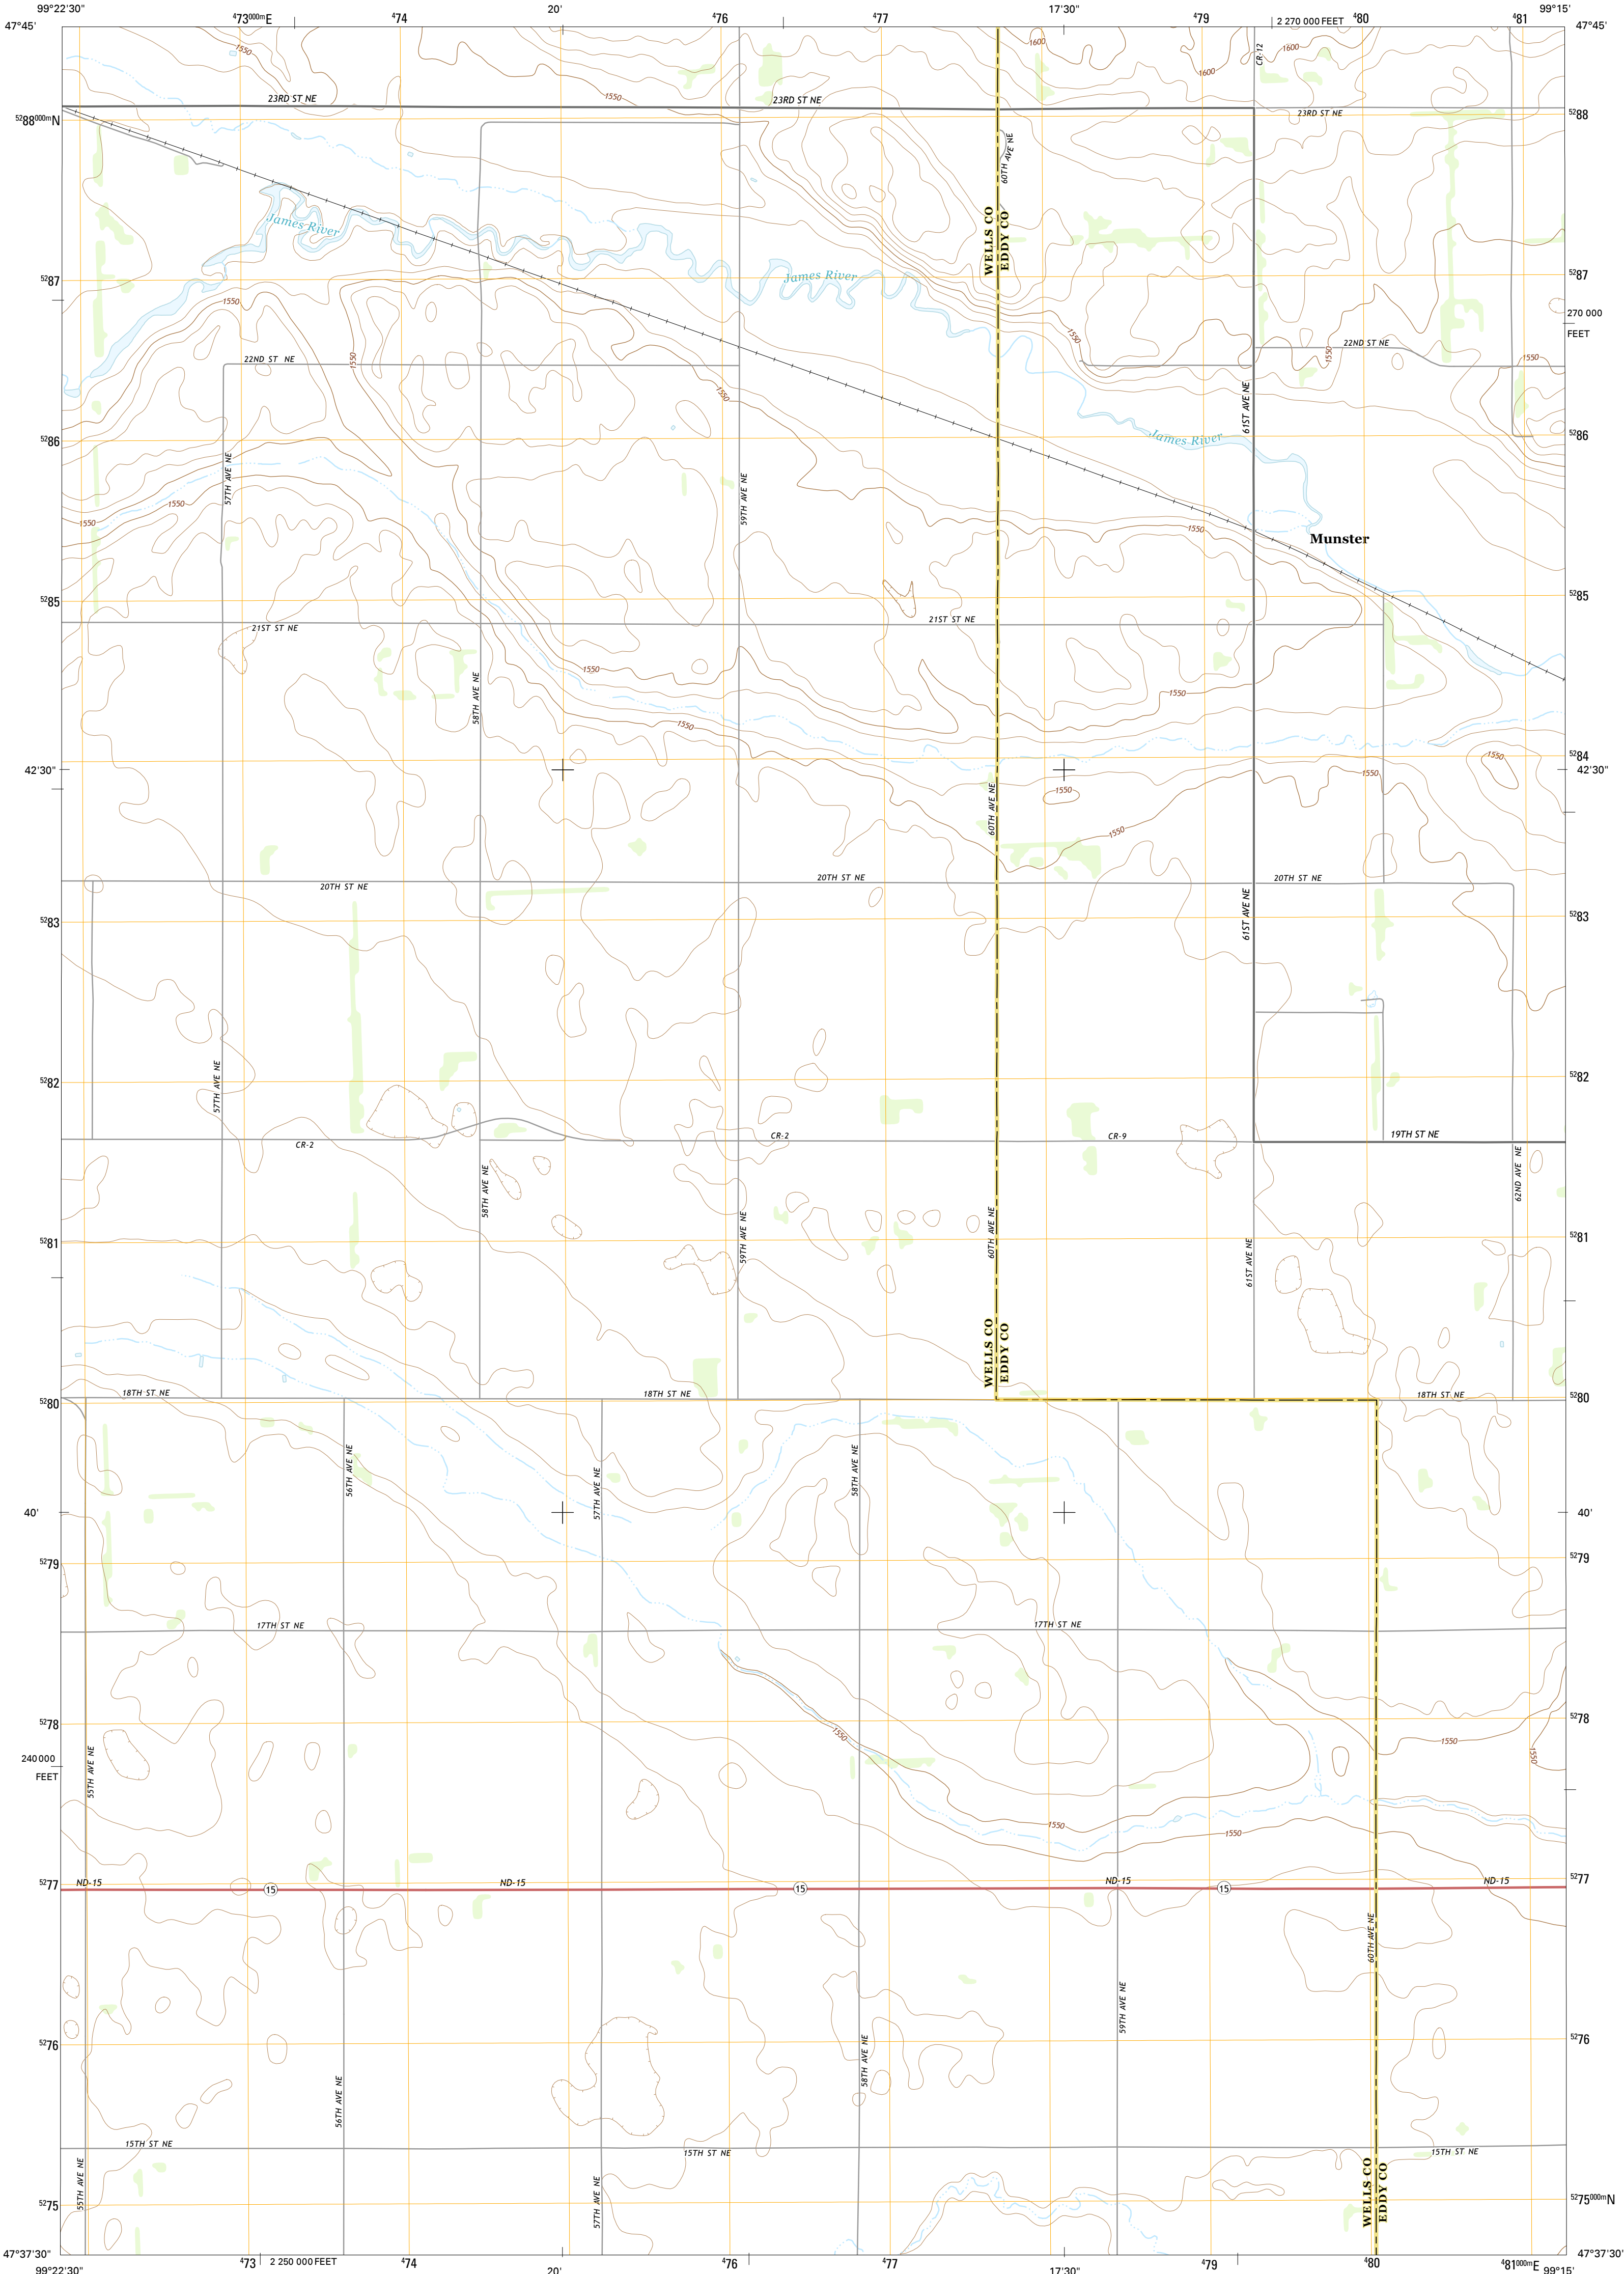 99°22'30" 473000mE 474 20' 476 477 17'30" 479 2 270 000 FEET 480 481 99°15'
47°45' 47°45'
1550 1600 CR-12 1600
1600
1550
23RD ST NE 23RD ST NE
23RD ST NE
5288000mN 5288
60TH AVE NE
James River
WELLS CO
EDDY CO
James River
5287 5287
1550
270 000
FEET
1550 1550 22ND ST NE
22ND ST NE 1550 1550
1550
61ST AVE NE
5286 James River 5286
57TH AVE NE 59TH AVE NE
1550
1550 1550
Munster
5285 5285
21ST ST NE 21ST ST NE
1550
58TH AVE NE 1550
1550
5284
42'30" 1550 1550 42'30"
1550
60TH AVE NE
1550
20TH ST NE 20TH ST NE 20TH ST NE
5283 61ST AVE NE 5283
5282 5282
57TH AVE NE
CR-2 CR-2 CR-9 19TH ST NE
58TH AVE NE 62ND AVE NE
5281 59TH AVE NE 60TH AVE NE 61ST AVE NE 5281
WELLS CO
EDDY CO
18TH ST NE 18TH ST NE 18TH ST NE
5280 5280
56TH AVE NE 57TH AVE NE 58TH AVE NE
40' 40'
5279 5279
17TH ST NE 17TH ST NE
5278 5278
1550 1550 1550
240 000
FEET
55TH AVE NE
1550 1550
5277 5277
ND-15 ND-15 ND-15 ND-15
15 15 15
60TH AVE NE
59TH AVE NE
5276 5276
56TH AVE NE 58TH AVE NE
15TH ST NE 15TH ST NE 15TH ST NE
55TH AVE NE 57TH AVE NE
WELLS CO
EDDY CO
5275 5275000mN
47°37'30" 47°37'30"
99°22'30" 473 2 250 000 FEET 474 20' 476 477 17'30" 479 480 481000mE 99°15'